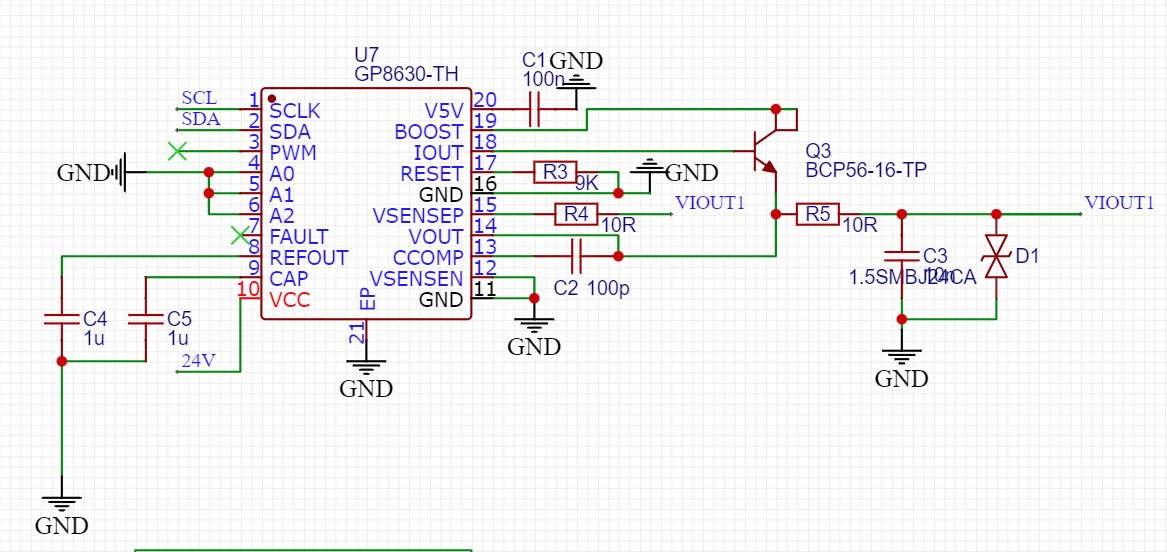 U7
GP8630-TH
C1
100n
GND
SCL
SDA
1
2
3
4
5
6
7
8
9
10
SCLK
SDA
PWM
A0
A1
A2
FAULT
REFOUT
CAP
VCC
GND
V5V
BOOST
IOUT
RESET
GND
VSENSEP
VOUT
CCOMP
VSENSEN
GND
20
19
18
17
16
15
14
13
12
11
EP
21
GND
R3
9K
GND
R4
10R
VIOUT1
C2 100p
GND
Q3
BCP56-16-TP
R5
10R
VIOUT1
C3
10n
D1
1.5SMBJ24CA
GND
C4
1u
C5
1u
24V
GND